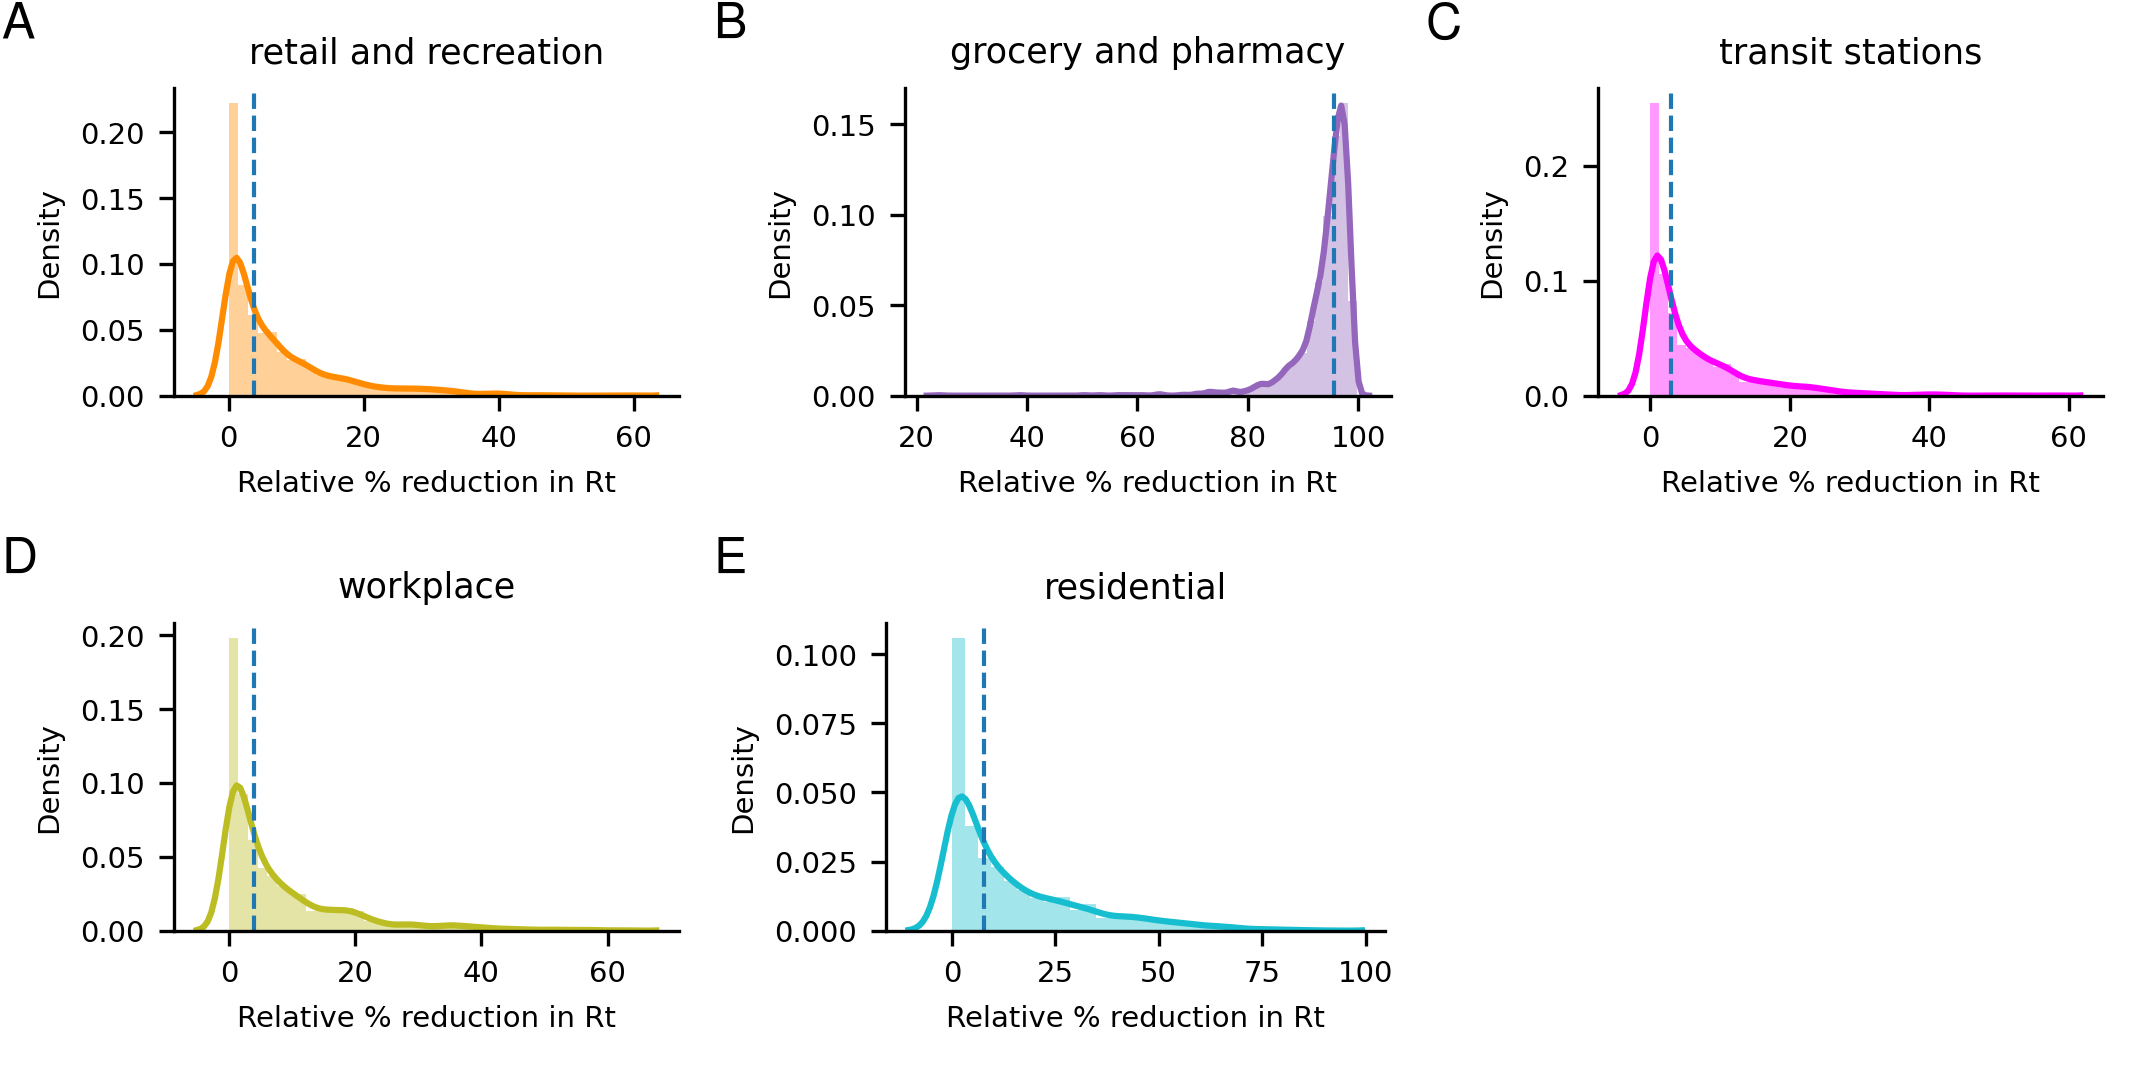 A
retail and recreation
Density
0.20
0.15
0.10
0.05
0.00
0 20 40 60
Relative % reduction in Rt
B
grocery and pharmacy
Density
0.15
0.10
0.05
0.00
20 40 60 80 100
Relative % reduction in Rt
C
transit stations
Density
0.2
0.1
0.0
0 20 40 60
Relative % reduction in Rt
D
workplace
Density
0.20
0.15
0.10
0.05
0.00
0 20 40 60
Relative % reduction in Rt
E
residential
Density
0.100
0.075
0.050
0.025
0.000
0 25 50 75 100
Relative % reduction in Rt